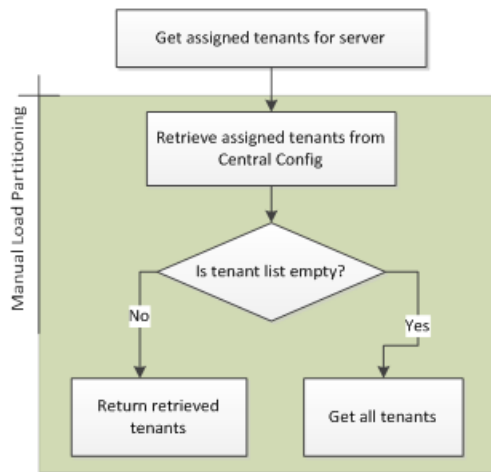 Get assigned tenants for server
Manual Load Partitioning
Retrieve assigned tenants from
Central Config
Is tenant list empty?
No
Yes
Return retrieved
tenants
Get all tenants